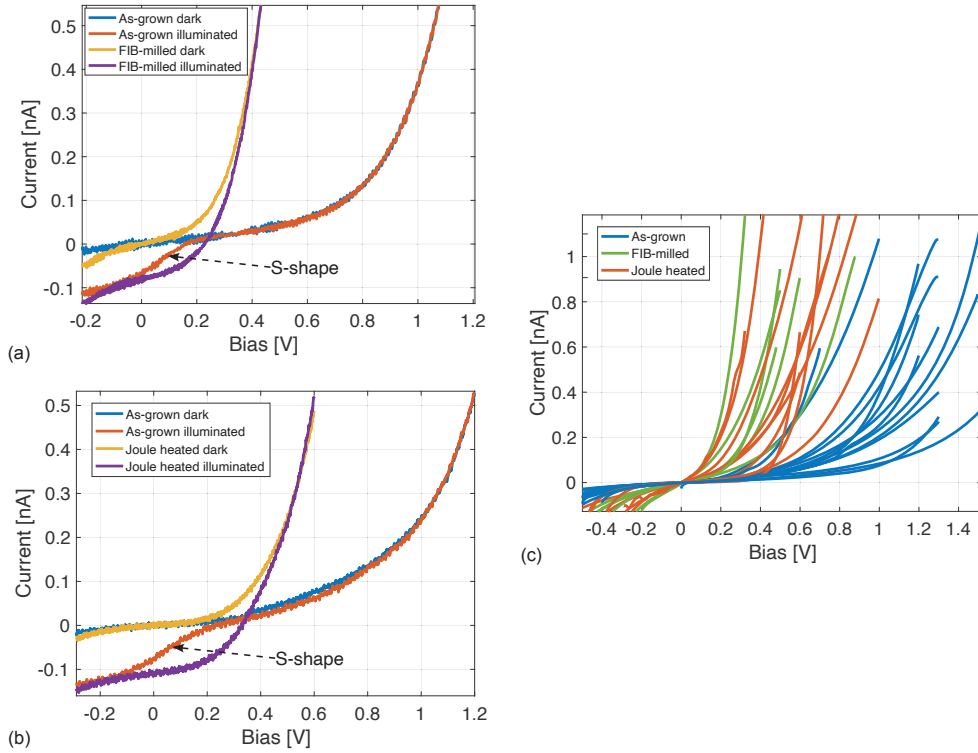 0.5
0.4
0.3
0.2
0.1
0
-0.1
Current [nA]
As-grown dark
As-grown illuminated
FIB-milled dark
FIB-milled illuminated
S-shape
-0.2 0 0.2 0.4 0.6 0.8 1 1.2
Bias [V]
(a)
0.5
0.4
0.3
0.2
0.1
0
-0.1
Current [nA]
As-grown dark
As-grown illuminated
Joule heated dark
Joule heated illuminated
S-shape
-0.2 0 0.2 0.4 0.6 0.8 1 1.2
Bias [V]
(b)
1
0.8
0.6
0.4
0.2
0
Current [nA]
As-grown
FIB-milled
Joule heated
-0.4 -0.2 0 0.2 0.4 0.6 0.8 1 1.2 1.4
Bias [V]
(c)